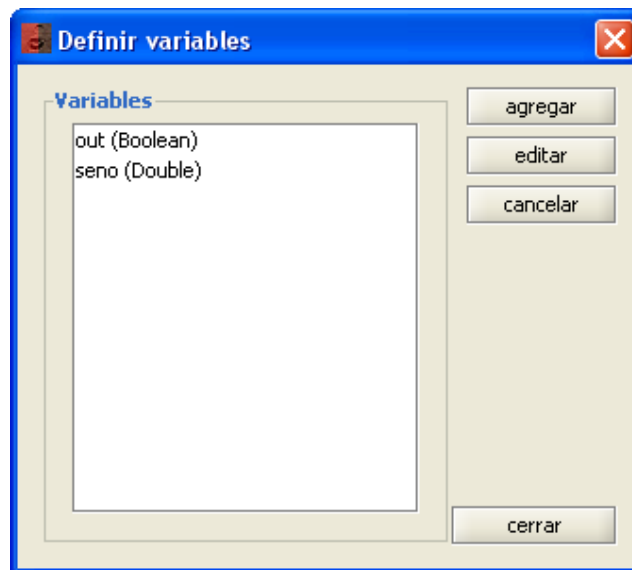 Definir variables
Variables
out (Boolean)
seno (Double)
agregar
editar
cancelar
cerrar